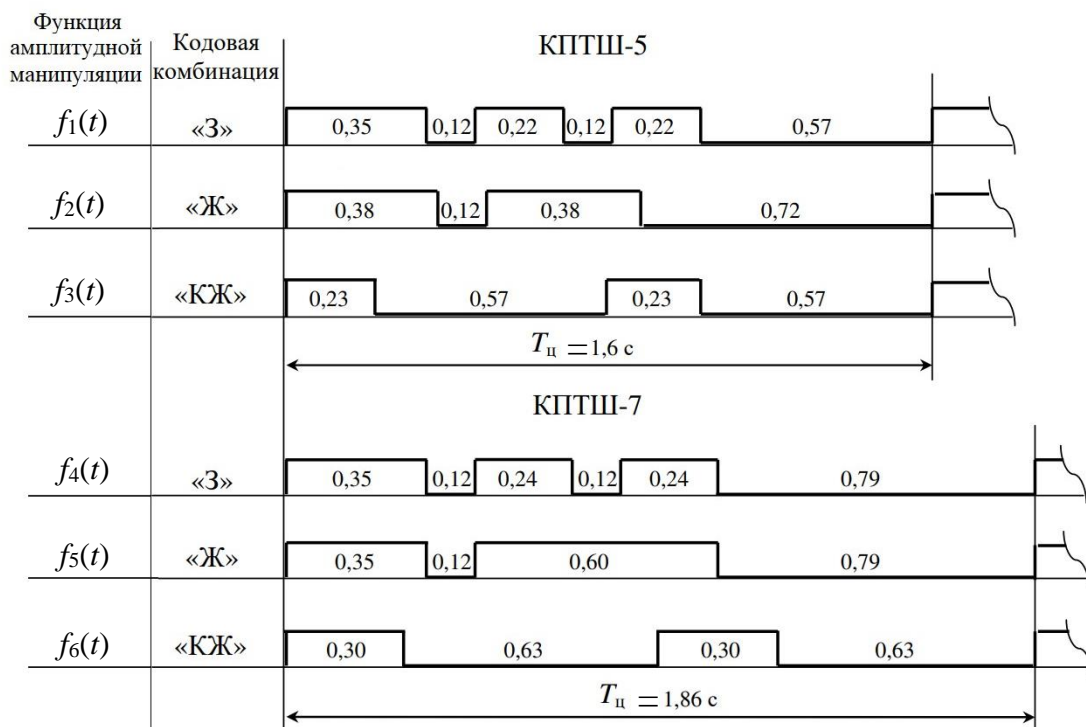 Функция
амплитудной
манипуляции
Кодовая
комбинация
КПТШ-5
f1(t) «З» 0,35 0,12 0,22 0,12 0,22 0,57
f2(t) «Ж» 0,38 0,12 0,38 0,72
f3(t) «КЖ» 0,23 0,57 0,23 0,57
Tц =1,6 с
КПТШ-7
f4(t) «З» 0,35 0,12 0,24 0,12 0,24 0,79
f5(t) «Ж» 0,35 0,12 0,60 0,79
f6(t) «КЖ» 0,30 0,63 0,30 0,63
Tц =1,86 с